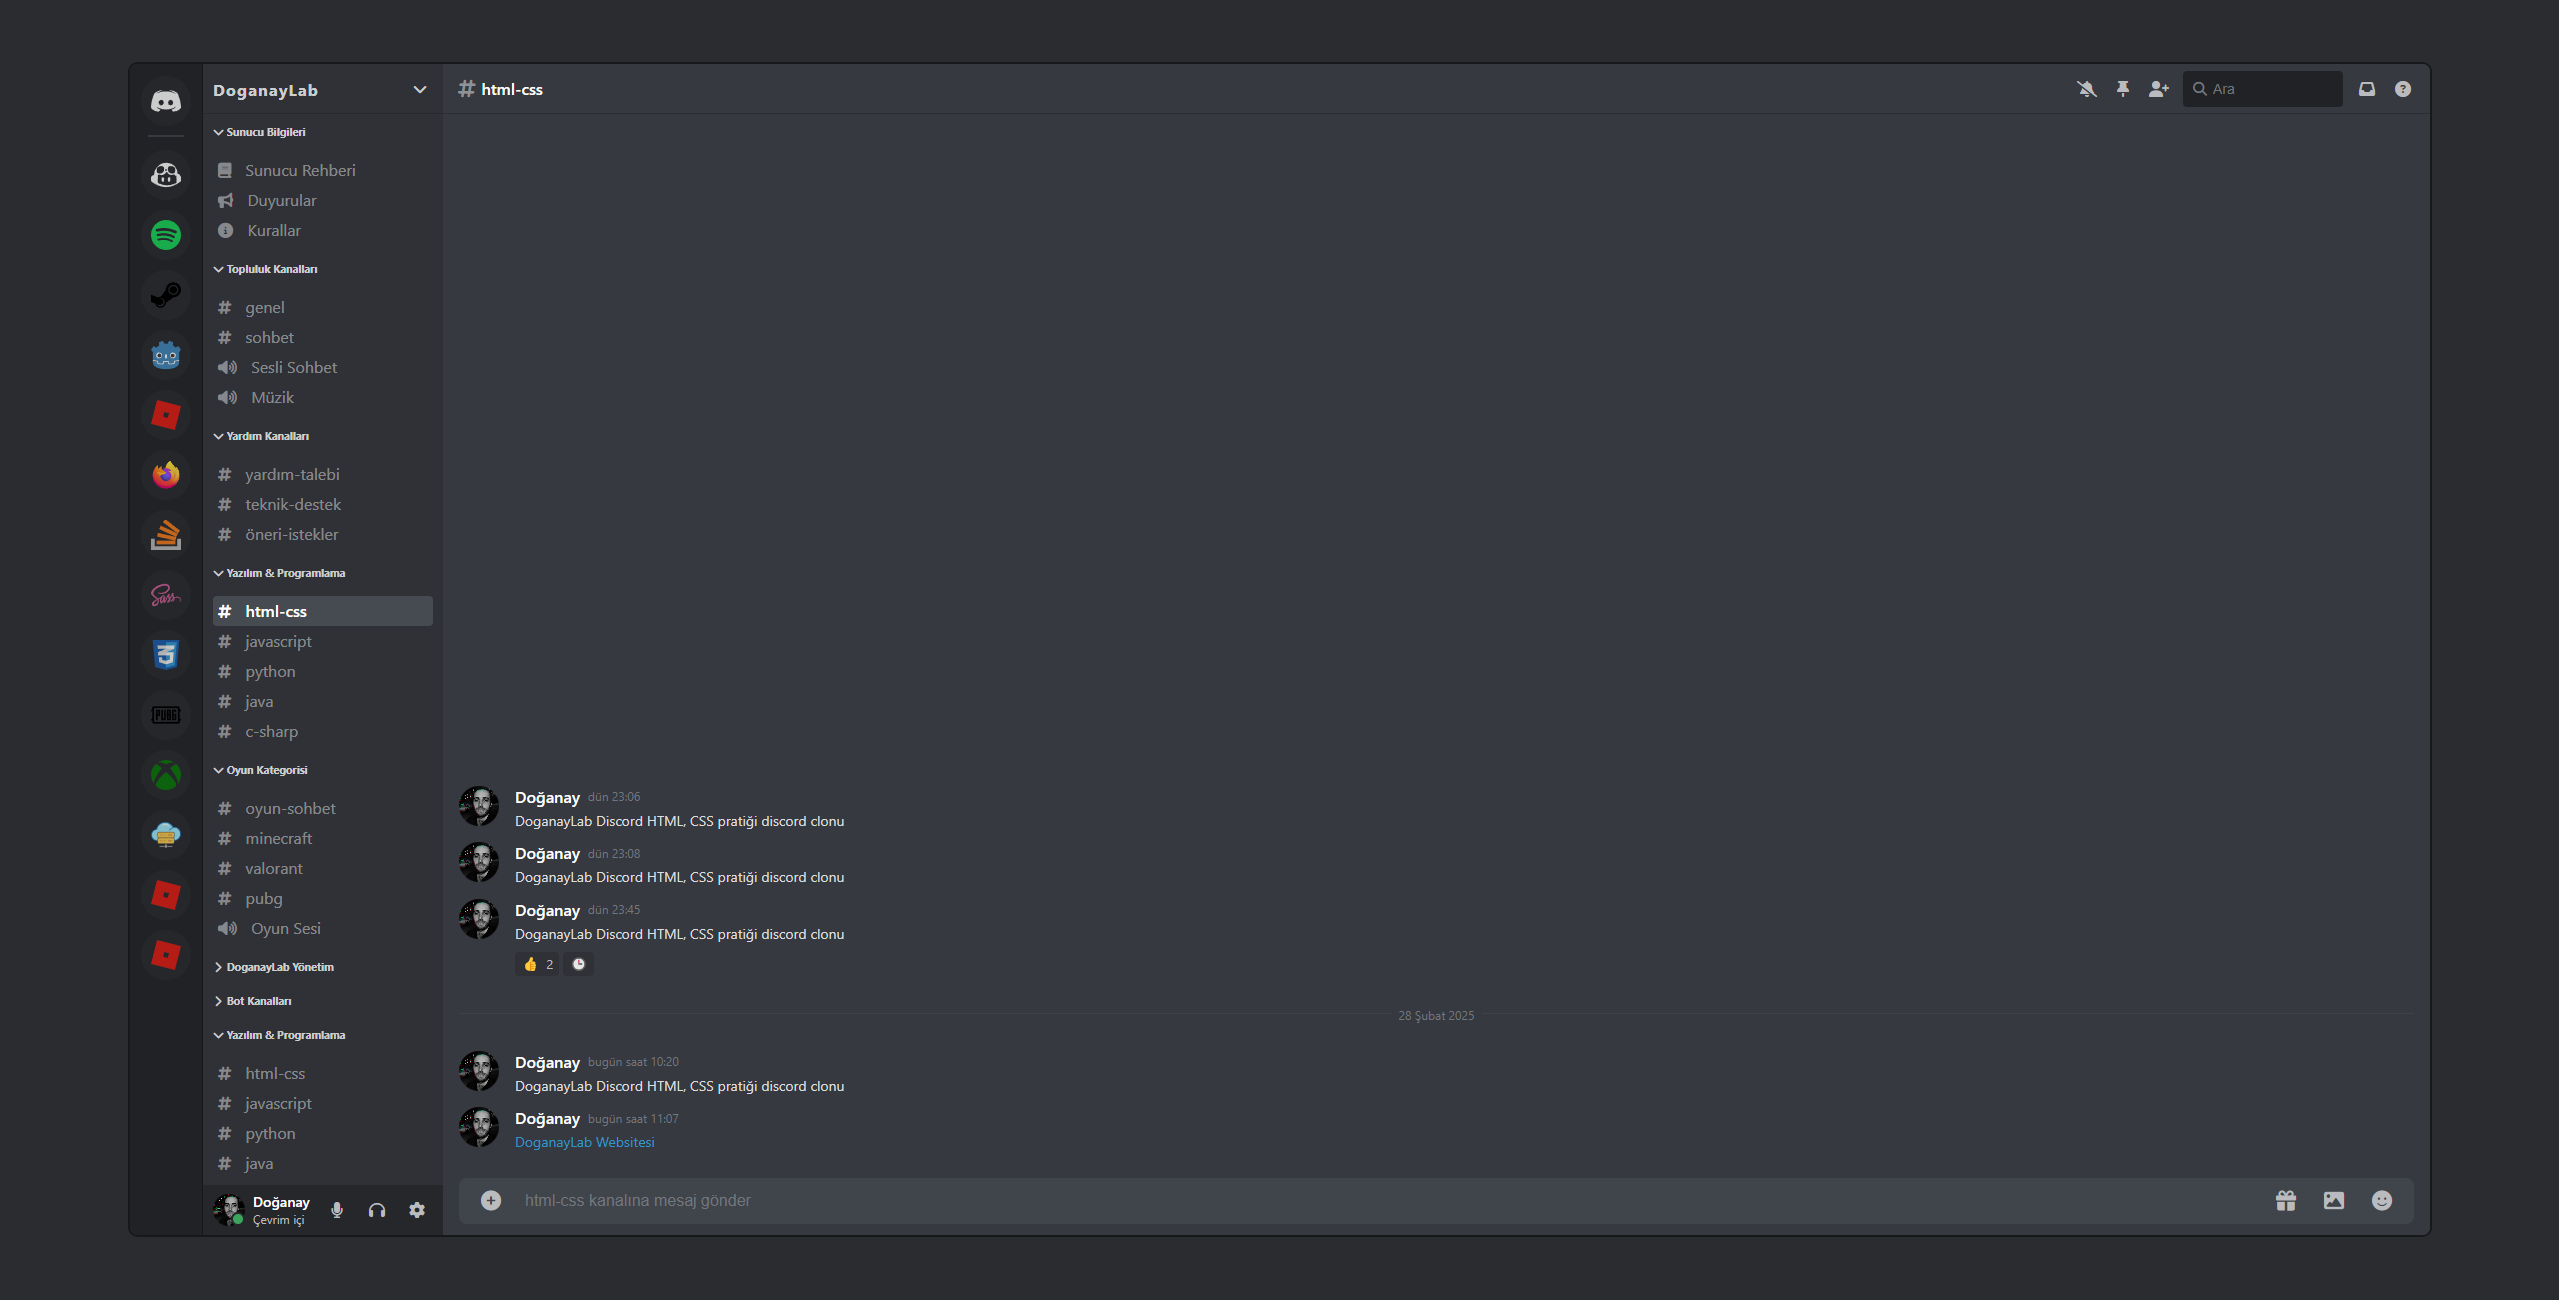 DoganayLab
Sunucu Bilgileri
Sunucu Rehberi
Duyurular
Kurallar
Topluluk Kanalları
# genel
# sohbet
Sesli Sohbet
Müzik
Yardım Kanalları
# yardım-talebi
# teknik-destek
# öneri-istekler
Yazılım & Programlama
# html-css
# javascript
# python
# java
# c-sharp
Oyun Kategorisi
# oyun-sohbet
# minecraft
# valorant
# pubg
Oyun Sesi
DoganayLab Yönetim
Bot Kanalları
Yazılım & Programlama
# html-css
# javascript
# python
# java
Doğanay
Çevrim içi
Sass
PUBG
# html-css
Ara
Doğanay dün 23:06
DoganayLab Discord HTML, CSS pratiği discord clonu
Doğanay dün 23:08
DoganayLab Discord HTML, CSS pratiği discord clonu
Doğanay dün 23:45
DoganayLab Discord HTML, CSS pratiği discord clonu
👍 2
28 Şubat 2025
Doğanay bugün saat 10:20
DoganayLab Discord HTML, CSS pratiği discord clonu
Doğanay bugün saat 11:07
DoganayLab Websitesi
html-css kanalına mesaj gönder